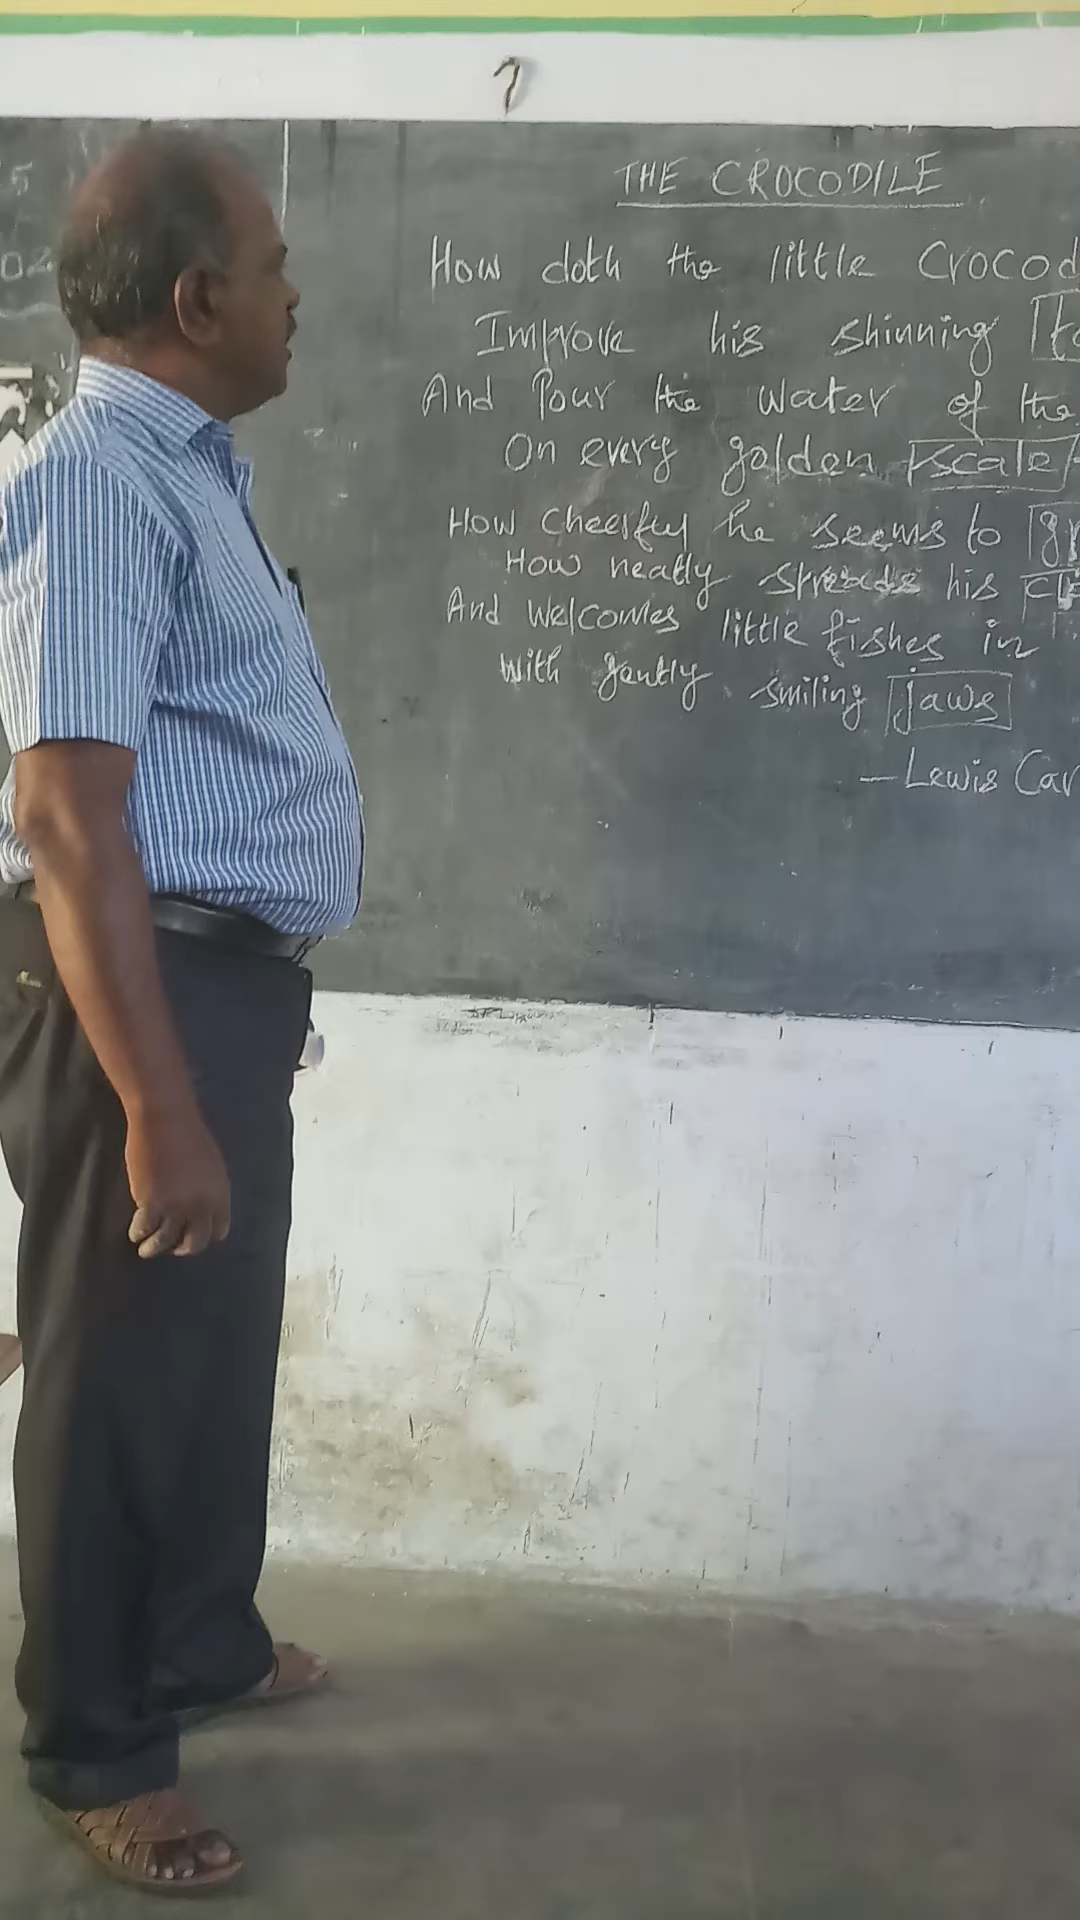 THE CROCODILE
How doth the little Crocod
Improve his shinning
And Pour the Water of the
On every golden scale
How Cheerfuly he seems to gr
How neatly spreads his
And Welcomes little fishes in
With gently smiling jaws
— Lewis Car